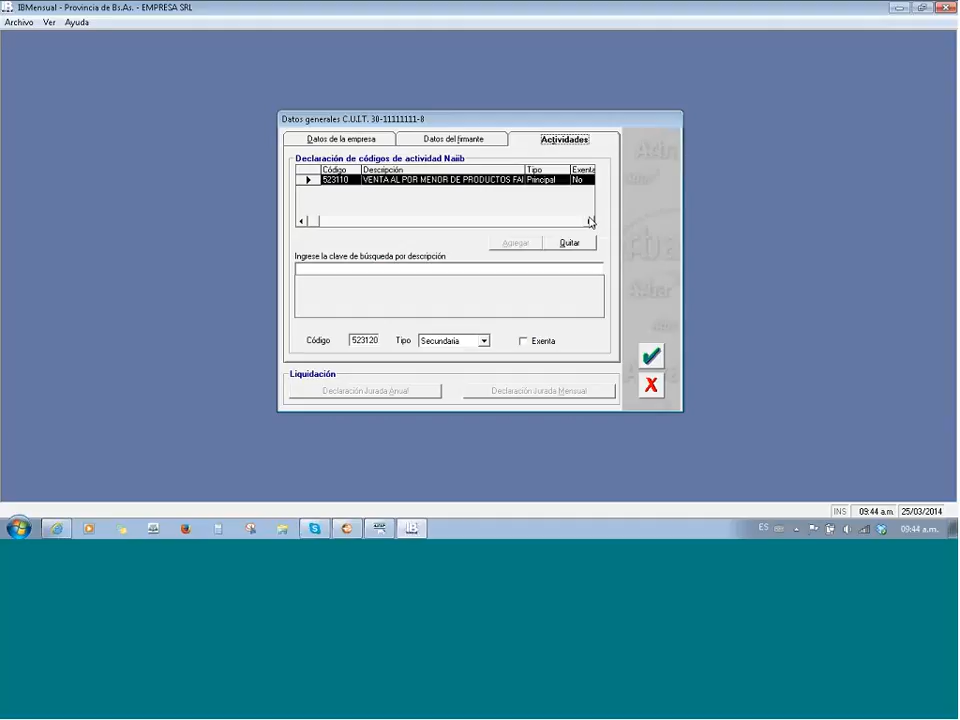 IBMensual - Provincia de Bs.As. - EMPRESA SRL
Archivo Ver Ayuda
Datos generales C.U.I.T. 30-11111111-8
Datos de la empresa Datos del firmante Actividades
Declaración de códigos de actividad Naiib
Código Descripción Tipo Exenta
523110 VENTA AL POR MENOR DE PRODUCTOS FAI Principal No
Agregar Quitar
Ingrese la clave de búsqueda por descripción
Código 523120 Tipo Secundaria Exenta
Liquidación
Declaración Jurada Anual Declaración Jurada Mensual
INS 09:44 a.m. 25/03/2014
ES 09:44 a.m.